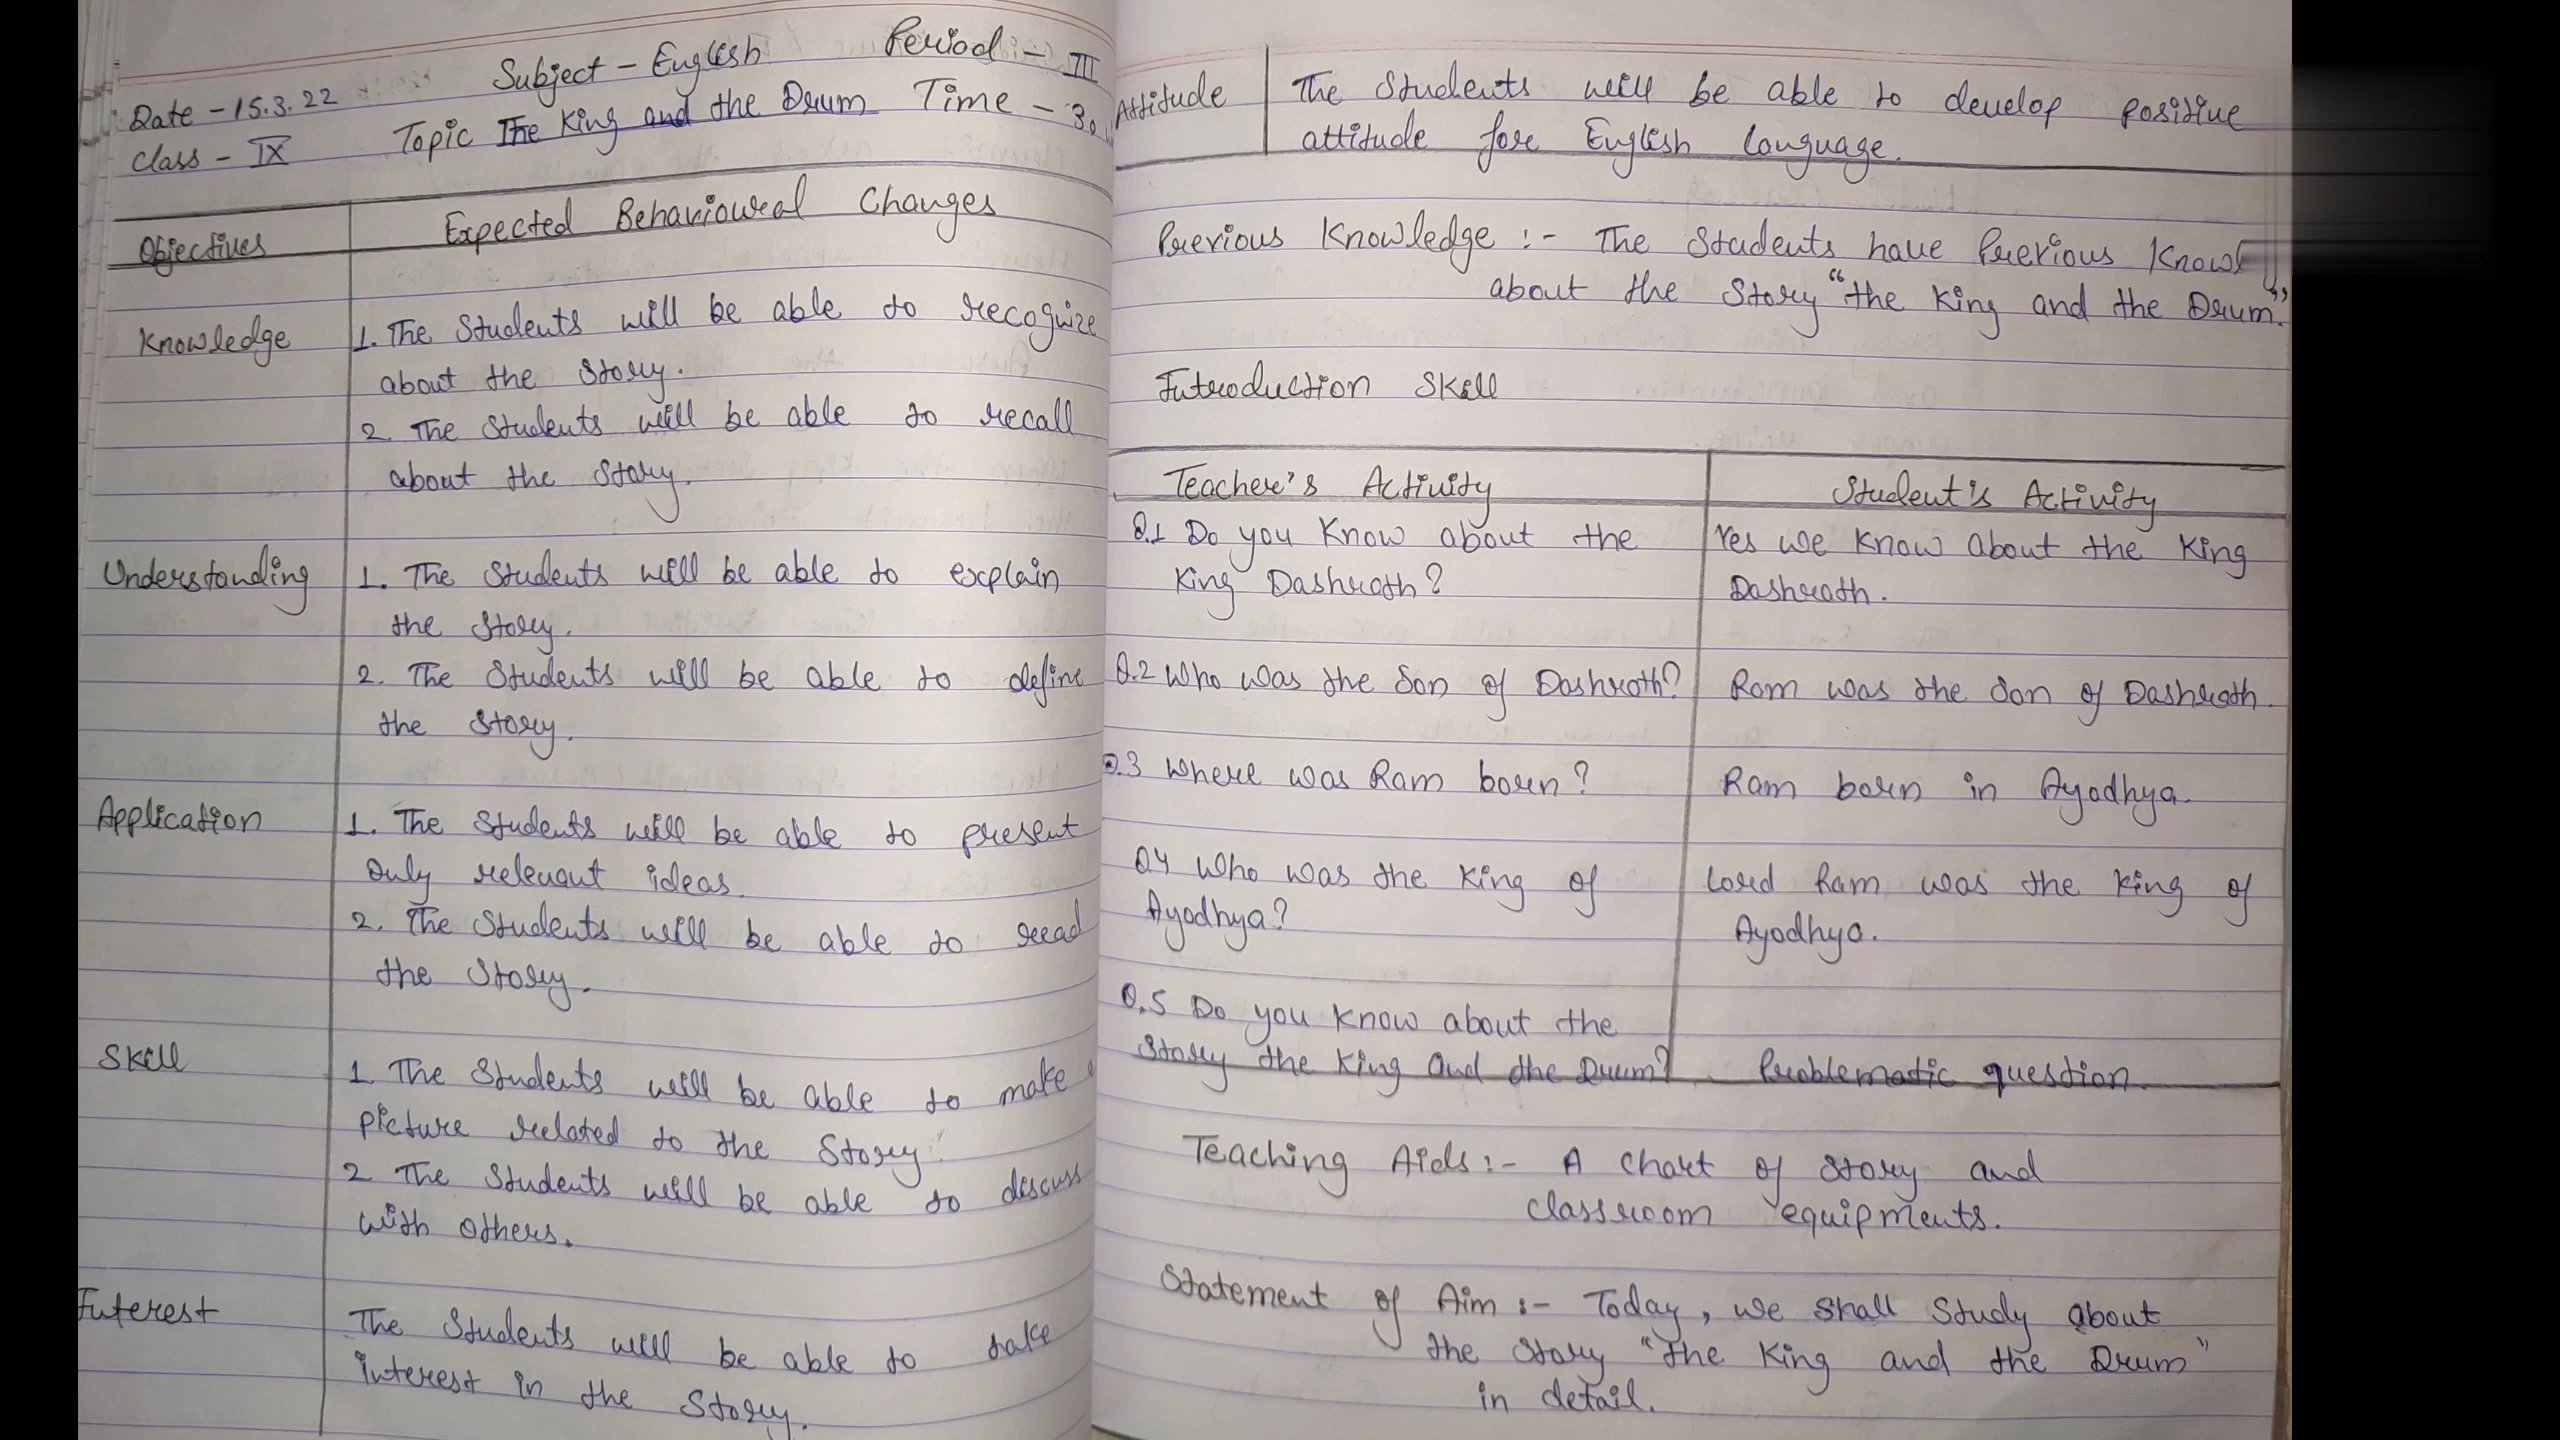 Subject - English Period - III
Date - 15.3.22
Topic The King and the Drum Time - 30
Class - IX
Objectives Expected Behavioural Changes
Knowledge 1. The Students will be able to recognize
about the Story.
2. The Students will be able to recall
about the Story.
Understanding 1. The Students will be able to explain
the Story.
2. The Students will be able to define
the Story.
Application 1. The Students will be able to present
Only relevant ideas.
2. The Students will be able to read
the Story.
Skill 1 The Students will be able to make a
picture related to the Story.
2 The Students will be able to discuss
with others.
Interest The Students will be able to take
interest in the Story.
Attitude The Students will be able to develop positive
attitude fore English language.
Previous Knowledge :- The Students have Previous Knowl
about the Story "the King and the Drum."
Introduction Skill
Teacher's Activity Student's Activity
Q.1 Do you Know about the Yes we Know about the King
King Dashrath? Dashrath.
Q.2 Who was the Son of Dashrath? Ram was the Son of Dashrath.
Q.3 Where was Ram born? Ram born in Ayodhya.
Q.4 Who was the King of Lord Ram was the King of
Ayodhya? Ayodhya.
Q.5 Do you Know about the
Story the King and the Drum? Problematic question.
Teaching Aids :- A Chart of Story and
classroom equipments.
Statement of Aim :- Today, we Shall Study about
the Story "the King and the Drum"
in detail.